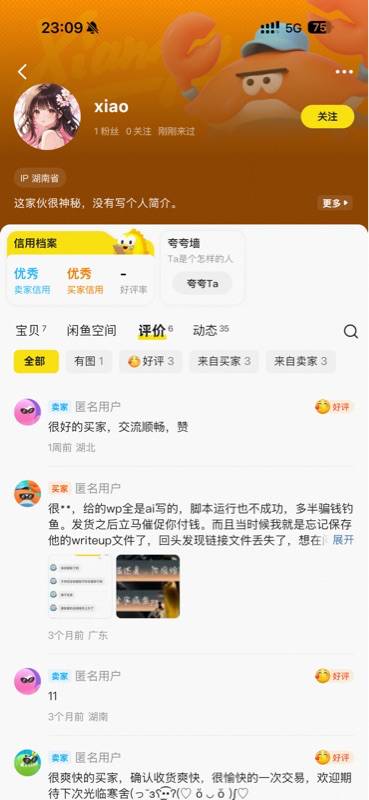 23:09
5G 75
xiao
1 粉丝 0 关注 刚刚来过
关注
IP 湖南省
这家伙很神秘，没有写个人简介。
更多
信用档案
优秀 优秀 -
卖家信用 买家信用 好评率
夸夸墙
Ta是个怎样的人
夸夸Ta
宝贝7 闲鱼空间 评价6 动态35
全部 有图 1 好评 3 来自买家 3 来自卖家 3
卖家 匿名用户 好评
很好的买家，交流顺畅，赞
1周前 湖北
买家 匿名用户
很**，给的wp全是ai写的，脚本运行也不成功，多半骗钱钓
鱼。发货之后立马催促你付钱。而且当时候我就是忘记保存
他的writeup文件了，回头发现链接文件丢失了，想在 展开
3个月前 广东
卖家 匿名用户 好评
11
3个月前 湖南
卖家 匿名用户 好评
很爽快的买家，确认收货爽快，很愉快的一次交易，欢迎期
待下次光临寒舍